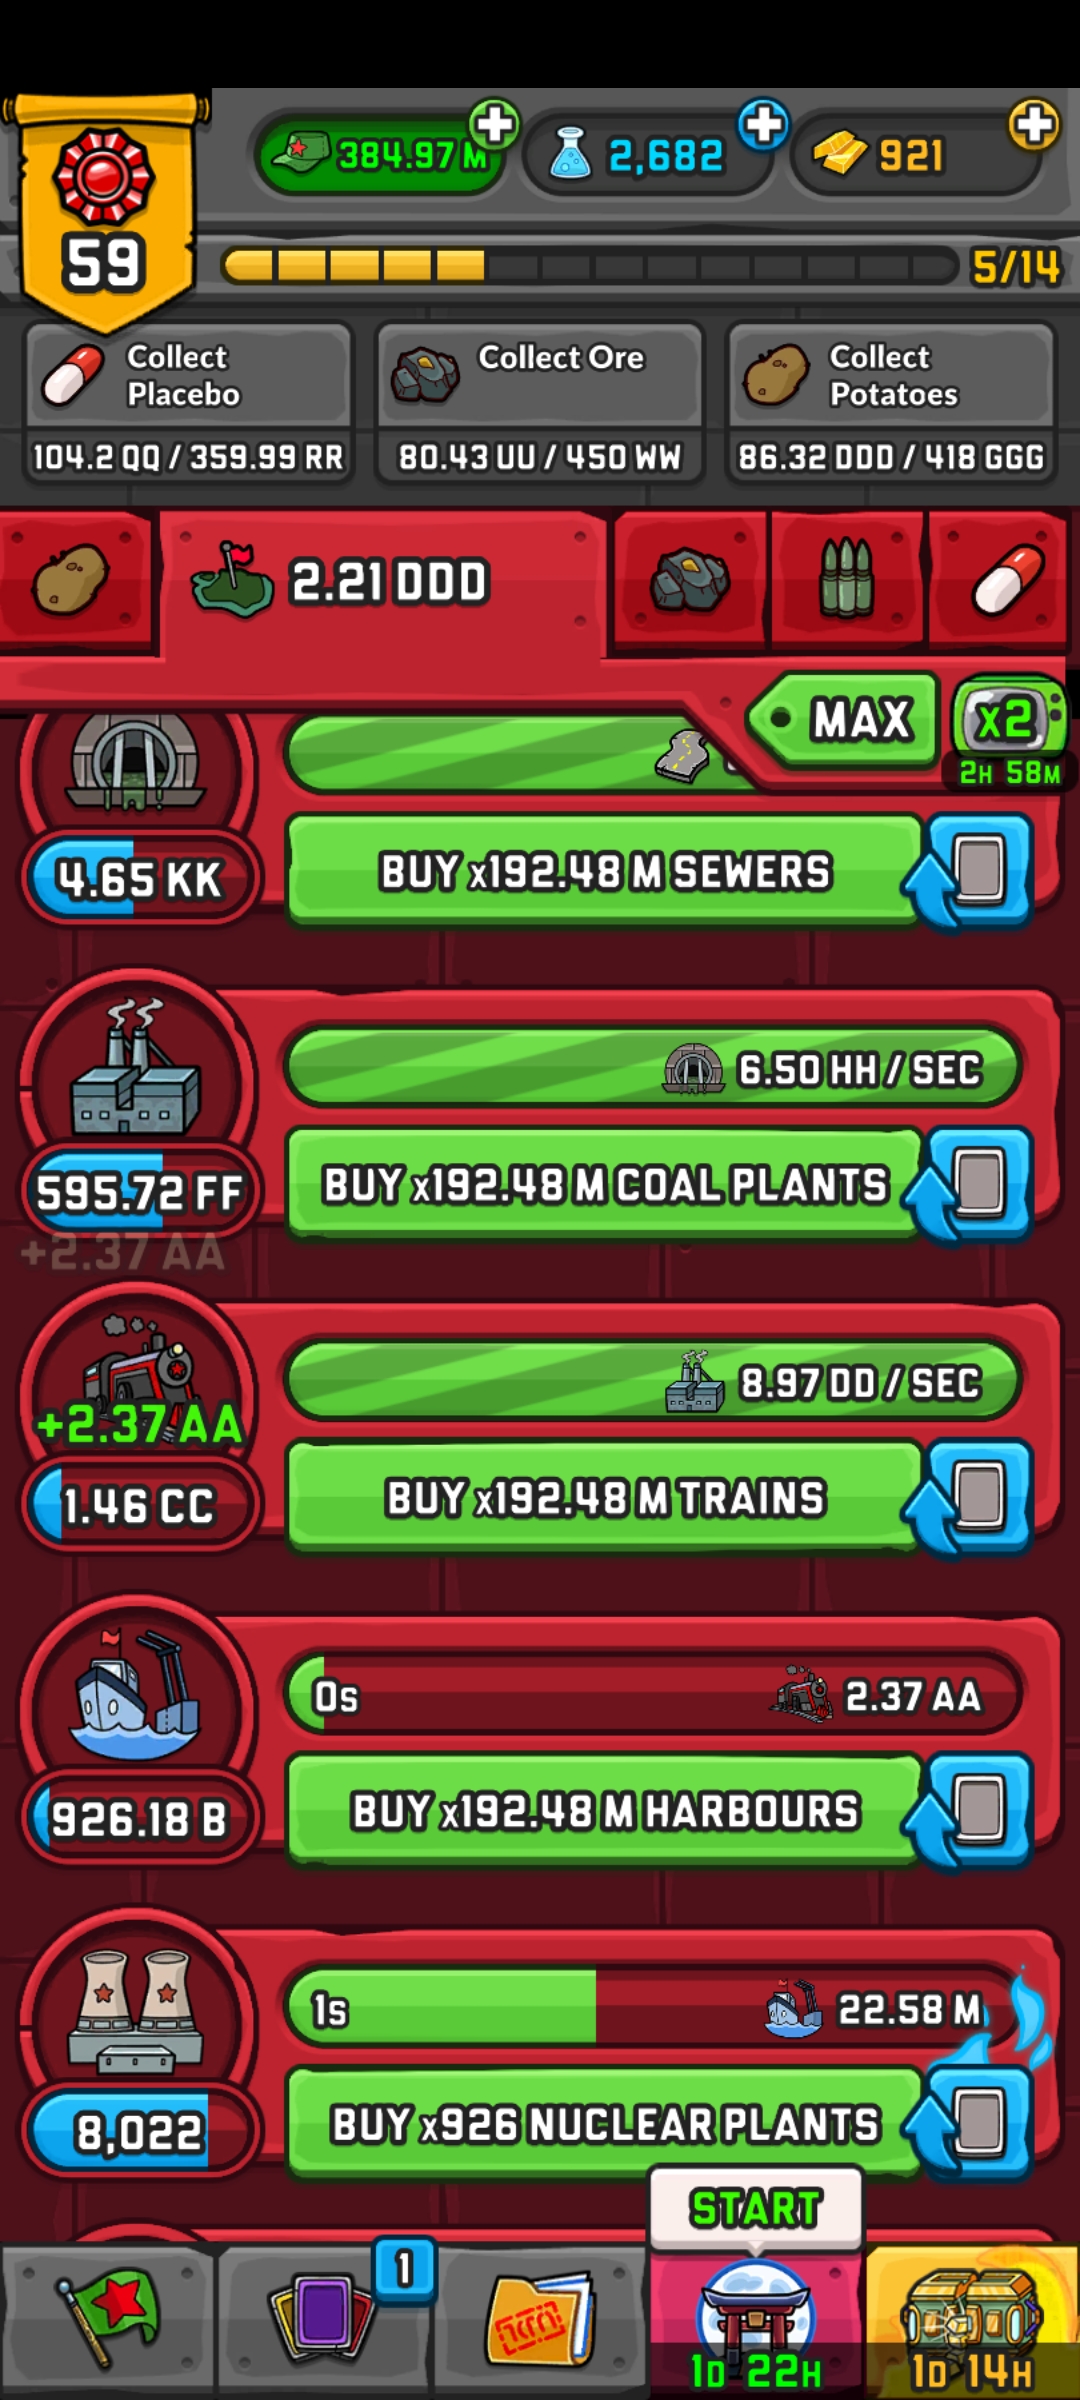 59
384.97 M
2,682
921
5/14
Collect
Placebo
104.2 QQ / 359.99 RR
Collect Ore
80.43 UU / 450 WW
Collect
Potatoes
86.32 DDD / 418 GGG
2.21 DDD
MAX
x2
2H 58M
4.65 KK
BUY x192.48 M SEWERS
6.50 HH / SEC
595.72 FF
BUY x192.48 M COAL PLANTS
+2.37 AA
8.97 DD / SEC
+2.37 AA
1.46 CC
BUY x192.48 M TRAINS
0s
2.37 AA
926.18 B
BUY x192.48 M HARBOURS
1s
22.58 M
8,022
BUY x926 NUCLEAR PLANTS
START
1
1D 22H
1D 14H